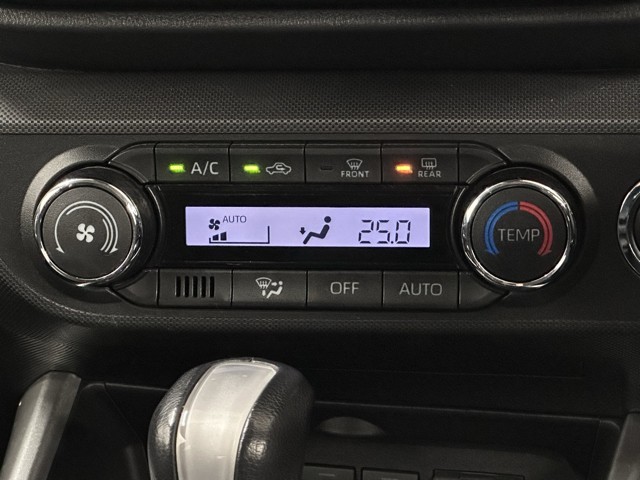 A/C
FRONT
REAR
AUTO
25.0
TEMP
OFF
AUTO